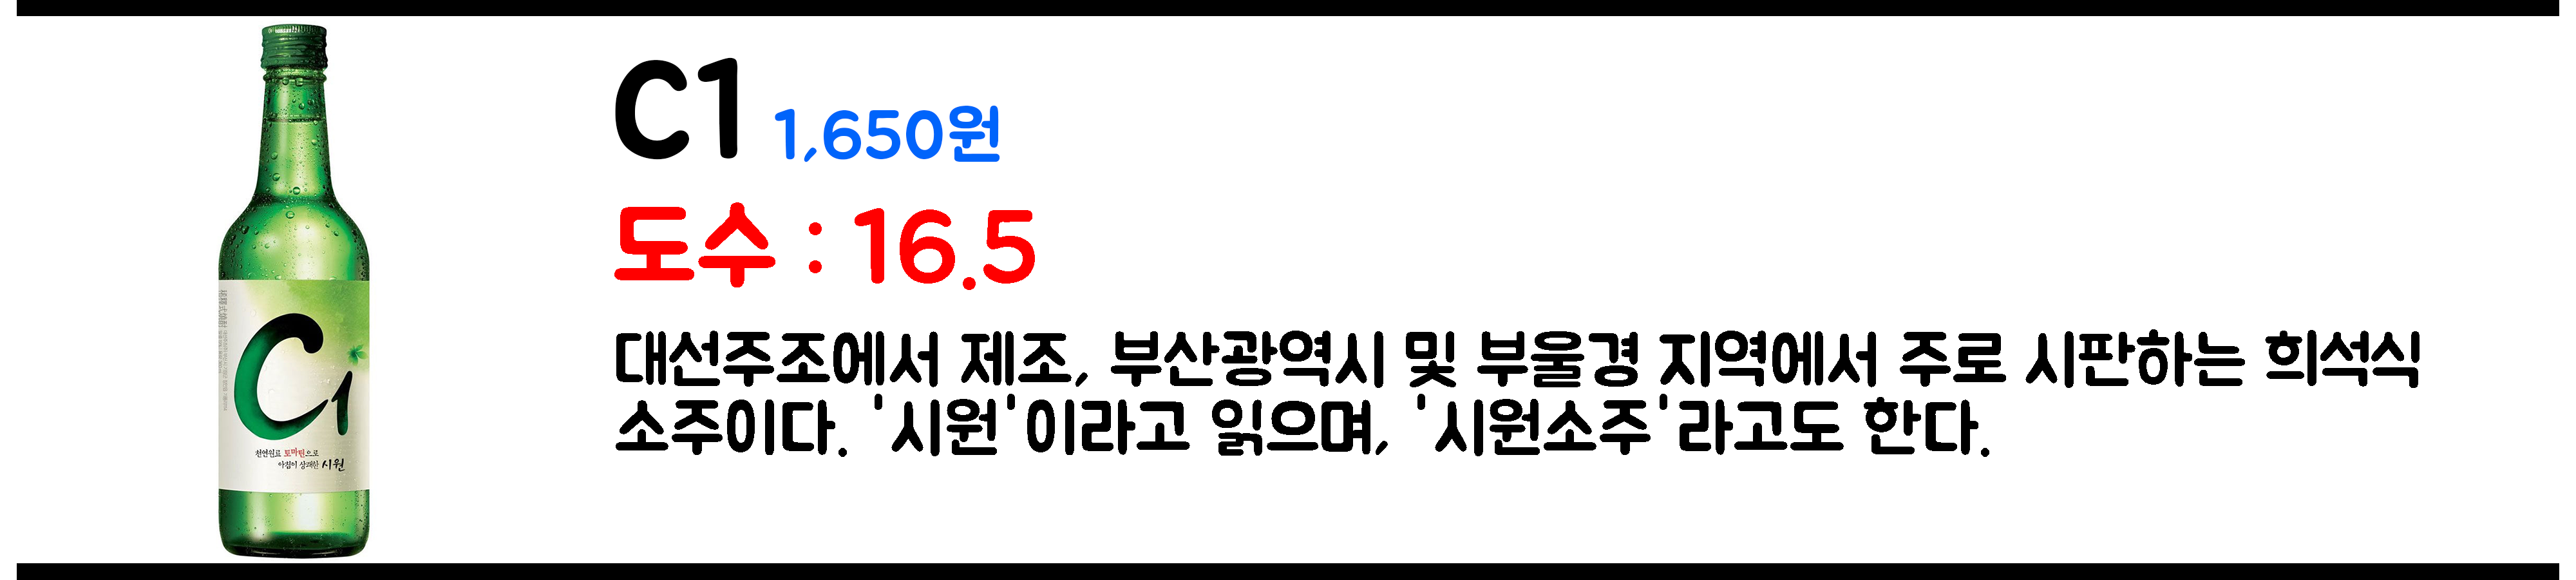 C1 1,650원
도수 : 16.5
대선주조에서 제조, 부산광역시 및 부울경 지역에서 주로 시판하는 희석식
소주이다. '시원'이라고 읽으며, '시원소주'라고도 한다.
C1
천연원료 토마틴으로
아침이 상쾌한 시원